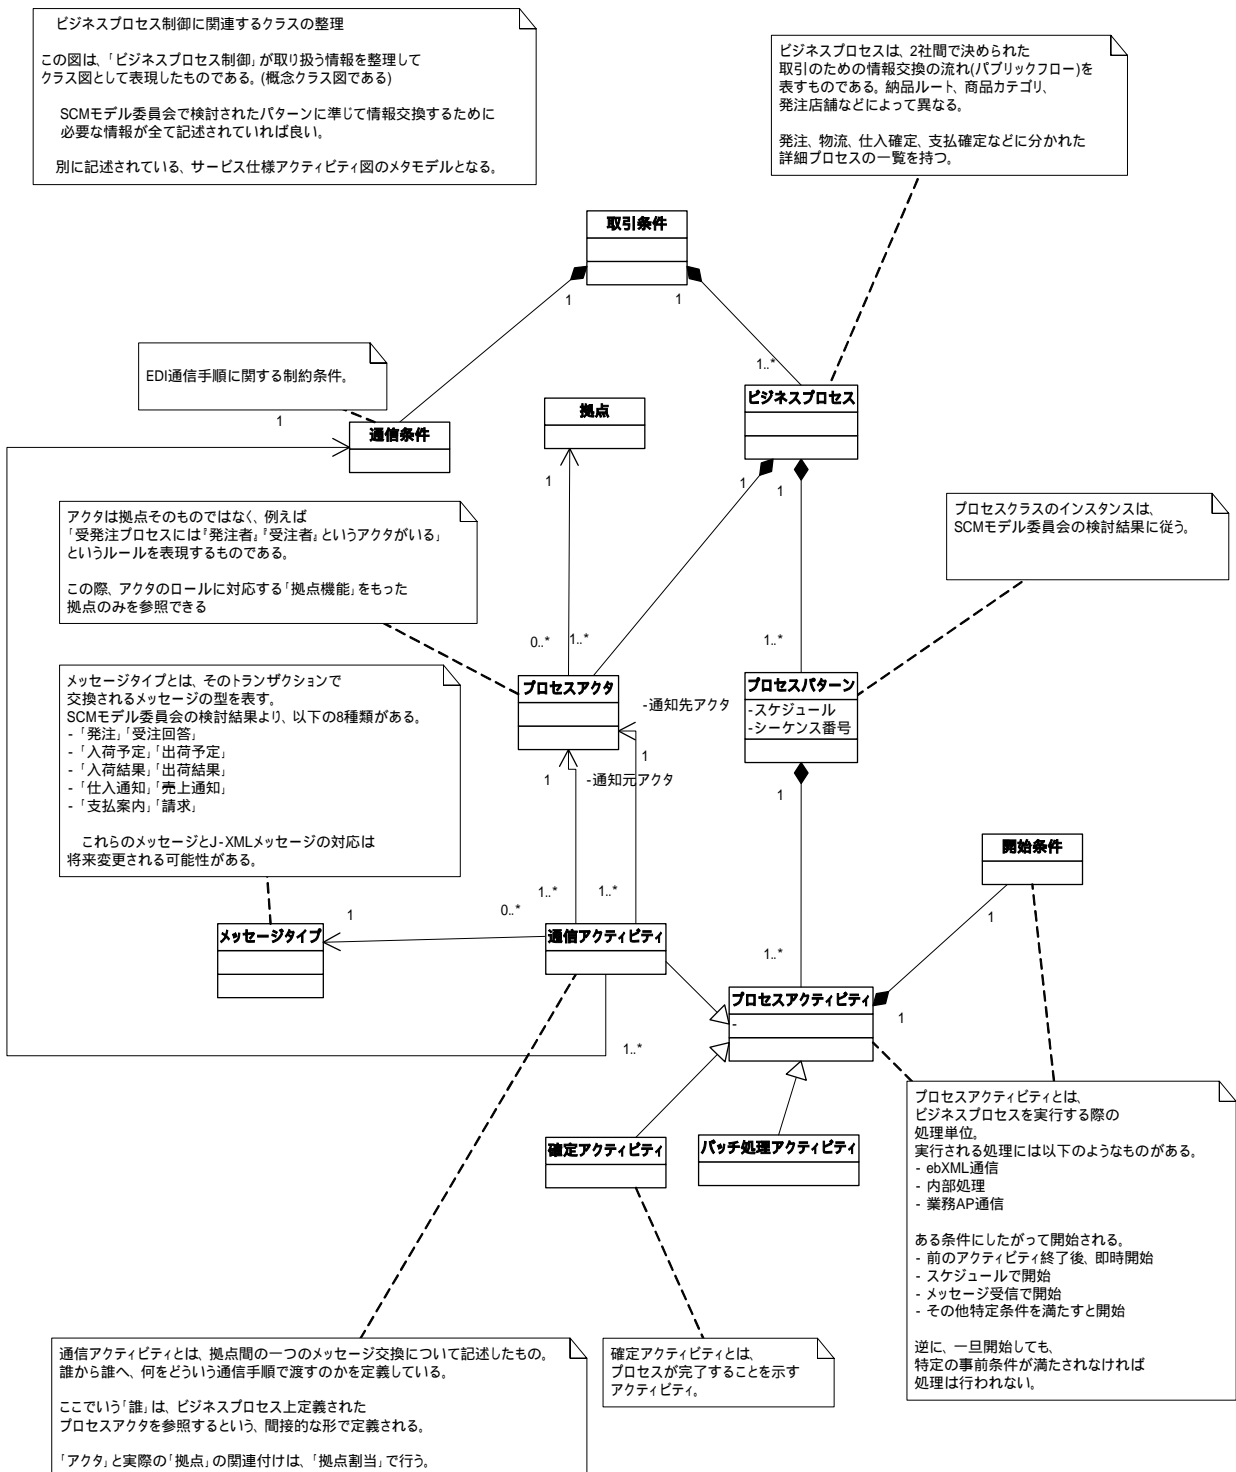 ビジネスプロセス制御に関連するクラスの整理
この図は、「ビジネスプロセス制御」が取り扱う情報を整理して
クラス図として表現したものである。(概念クラス図である)
SCMモデル委員会で検討されたパターンに準じて情報交換するために
必要な情報が全て記述されていれば良い。
別に記述されている、サービス仕様アクティビティ図のメタモデルとなる。
ビジネスプロセスは、2社間で決められた
取引のための情報交換の流れ(パブリックフロー)を
表すものである。納品ルート、商品カテゴリ、
発注店舗などによって異なる。
発注、物流、仕入確定、支払確定などに分かれた
詳細プロセスの一覧を持つ。
取引条件
1
1
1..*
EDI通信手順に関する制約条件。
1
通信条件
拠点
1
ビジネスプロセス
1
1
アクタは拠点そのものではなく、例えば
「受発注プロセスには『発注者』『受注者』というアクタがいる」
というルールを表現するものである。
この際、アクタのロールに対応する「拠点機能」をもった
拠点のみを参照できる
プロセスクラスのインスタンスは、
SCMモデル委員会の検討結果に従う。
0..*
1..*
1..*
メッセージタイプとは、そのトランザクションで
交換されるメッセージの型を表す。
SCMモデル委員会の検討結果より、以下の8種類がある。
- 「発注」「受注回答」
- 「入荷予定」「出荷予定」
- 「入荷結果」「出荷結果」
- 「仕入通知」「売上通知」
- 「支払案内」「請求」
これらのメッセージとJ-XMLメッセージの対応は
将来変更される可能性がある。
プロセスアクタ
-通知先アクタ
1
-通知元アクタ
1
プロセスパターン
-スケジュール
-シーケンス番号
1
開始条件
1
1..*
1..*
0..*
1
メッセージタイプ
通信アクティビティ
1..*
プロセスアクティビティ
-
1
1..*
確定アクティビティ
バッチ処理アクティビティ
プロセスアクティビティとは、
ビジネスプロセスを実行する際の
処理単位。
実行される処理には以下のようなものがある。
- ebXML通信
- 内部処理
- 業務AP通信
ある条件にしたがって開始される。
- 前のアクティビティ終了後、即時開始
- スケジュールで開始
- メッセージ受信で開始
- その他特定条件を満たすと開始
逆に、一旦開始しても、
特定の事前条件が満たされなければ
処理は行われない。
通信アクティビティとは、拠点間の一つのメッセージ交換について記述したもの。
誰から誰へ、何をどういう通信手順で渡すのかを定義している。
ここでいう「誰」は、ビジネスプロセス上定義された
プロセスアクタを参照するという、間接的な形で定義される。
「アクタ」と実際の「拠点」の関連付けは、「拠点割当」で行う。
確定アクティビティとは、
プロセスが完了することを示す
アクティビティ。